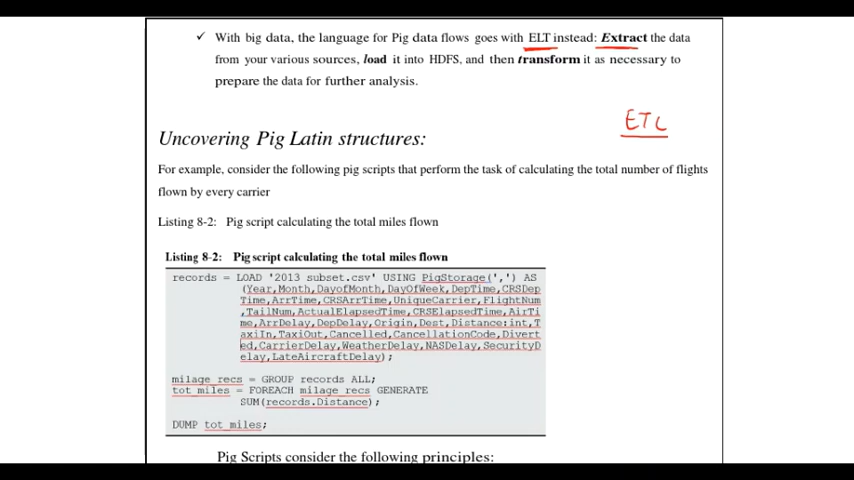 ✓ With big data, the language for Pig data flows goes with ELT instead: Extract the data
from your various sources, load it into HDFS, and then transform it as necessary to
prepare the data for further analysis.
ETL
Uncovering Pig Latin structures:
For example, consider the following pig scripts that perform the task of calculating the total number of flights
flown by every carrier
Listing 8-2: Pig script calculating the total miles flown
Listing 8-2: Pig script calculating the total miles flown
records = LOAD '2013 subset.csv' USING PigStorage(',') AS
(Year,Month,DayofMonth,DayOfWeek,DepTime,CRSDep
Time,ArrTime,CRSArrTime,UniqueCarrier,FlightNum
,TailNum,ActualElapsedTime,CRSElapsedTime,AirTi
me,ArrDelay,DepDelay,Origin,Dest,Distance:int,T
axiIn,TaxiOut,Cancelled,CancellationCode,Divert
ed,CarrierDelay,WeatherDelay,NASDelay,SecurityD
elay,LateAircraftDelay);
milage_recs = GROUP records ALL;
tot_miles = FOREACH milage_recs GENERATE
SUM(records.Distance);
DUMP tot_miles;
Pig Scripts consider the following principles: